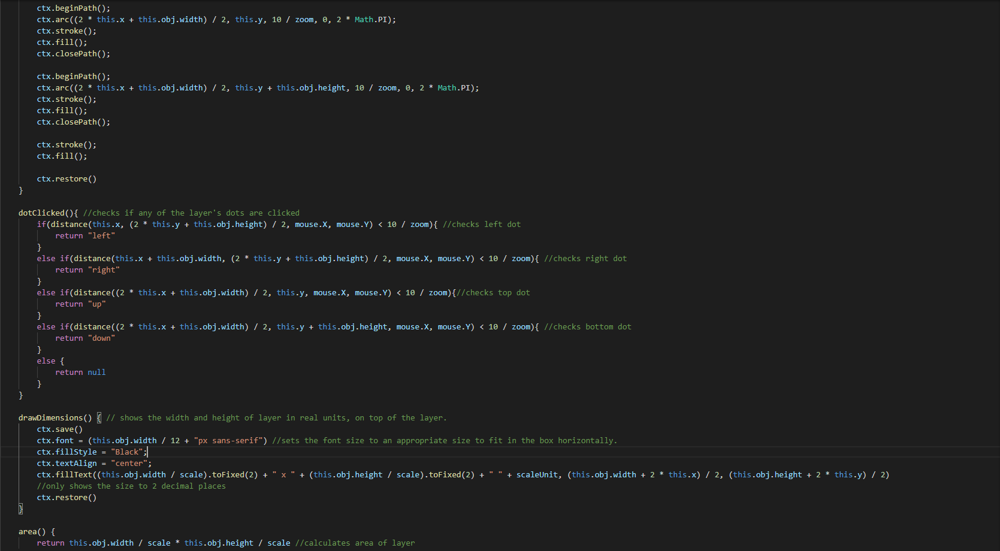 ctx.beginPath();
ctx.arc((2 * this.x + this.obj.width) / 2, this.y, 10 / zoom, 0, 2 * Math.PI);
ctx.stroke();
ctx.fill();
ctx.closePath();

ctx.beginPath();
ctx.arc((2 * this.x + this.obj.width) / 2, this.y + this.obj.height, 10 / zoom, 0, 2 * Math.PI);
ctx.stroke();
ctx.fill();
ctx.closePath();

ctx.stroke();
ctx.fill();

ctx.restore()
}

dotClicked(){ //checks if any of the layer's dots are clicked
if(distance(this.x, (2 * this.y + this.obj.height) / 2, mouse.X, mouse.Y) < 10 / zoom){ //checks left dot
return "left"
}
else if(distance(this.x + this.obj.width, (2 * this.y + this.obj.height) / 2, mouse.X, mouse.Y) < 10 / zoom){ //checks right dot
return "right"
}
else if(distance((2 * this.x + this.obj.width) / 2, this.y, mouse.X, mouse.Y) < 10 / zoom){//checks top dot
return "up"
}
else if(distance((2 * this.x + this.obj.width) / 2, this.y + this.obj.height, mouse.X, mouse.Y) < 10 / zoom){ //checks bottom dot
return "down"
}
else {
return null
}
}

drawDimensions() { // shows the width and height of layer in real units, on top of the layer.
ctx.save()
ctx.font = (this.obj.width / 12 + "px sans-serif") //sets the font size to an appropriate size to fit in the box horizontally.
ctx.fillStyle = "Black";
ctx.textAlign = "center";
ctx.fillText((this.obj.width / scale).toFixed(2) + " x " + (this.obj.height / scale).toFixed(2) + " " + scaleUnit, (this.obj.width + 2 * this.x) / 2, (this.obj.height + 2 * this.y) / 2)
//only shows the size to 2 decimal places
ctx.restore()
}

area() {
return this.obj.width / scale * this.obj.height / scale //calculates area of layer